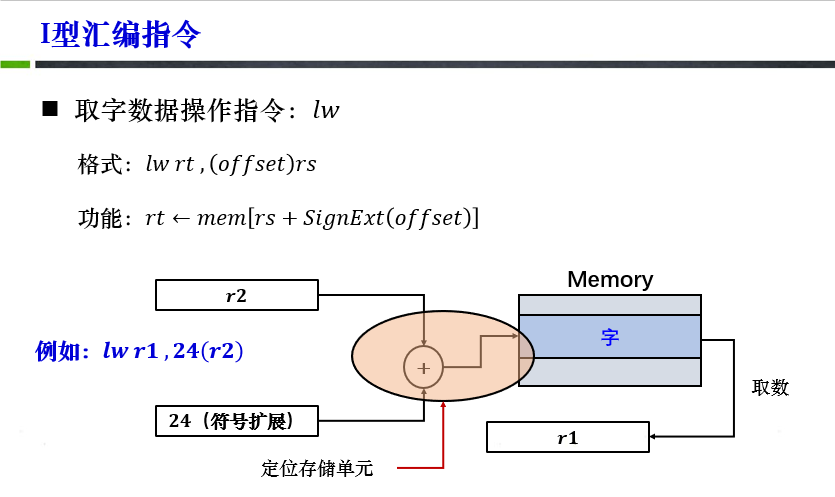 I型汇编指令
■ 取字数据操作指令：lw
格式：lw rt , (offset)rs
功能：rt ← mem[rs + SignExt(offset)]
Memory
r2
字
例如：lw r1 , 24(r2)
+
取数
24（符号扩展）
r1
定位存储单元